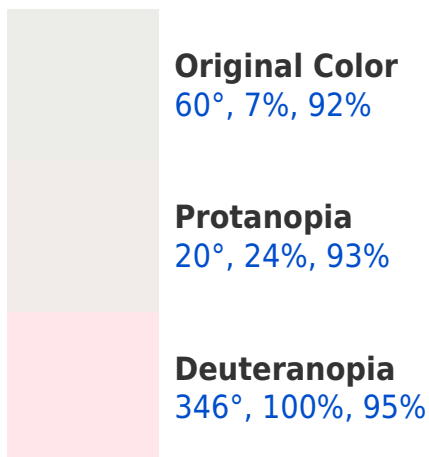 Original Color
60°, 7%, 92%
Protanopia
20°, 24%, 93%
Deuteranopia
346°, 100%, 95%